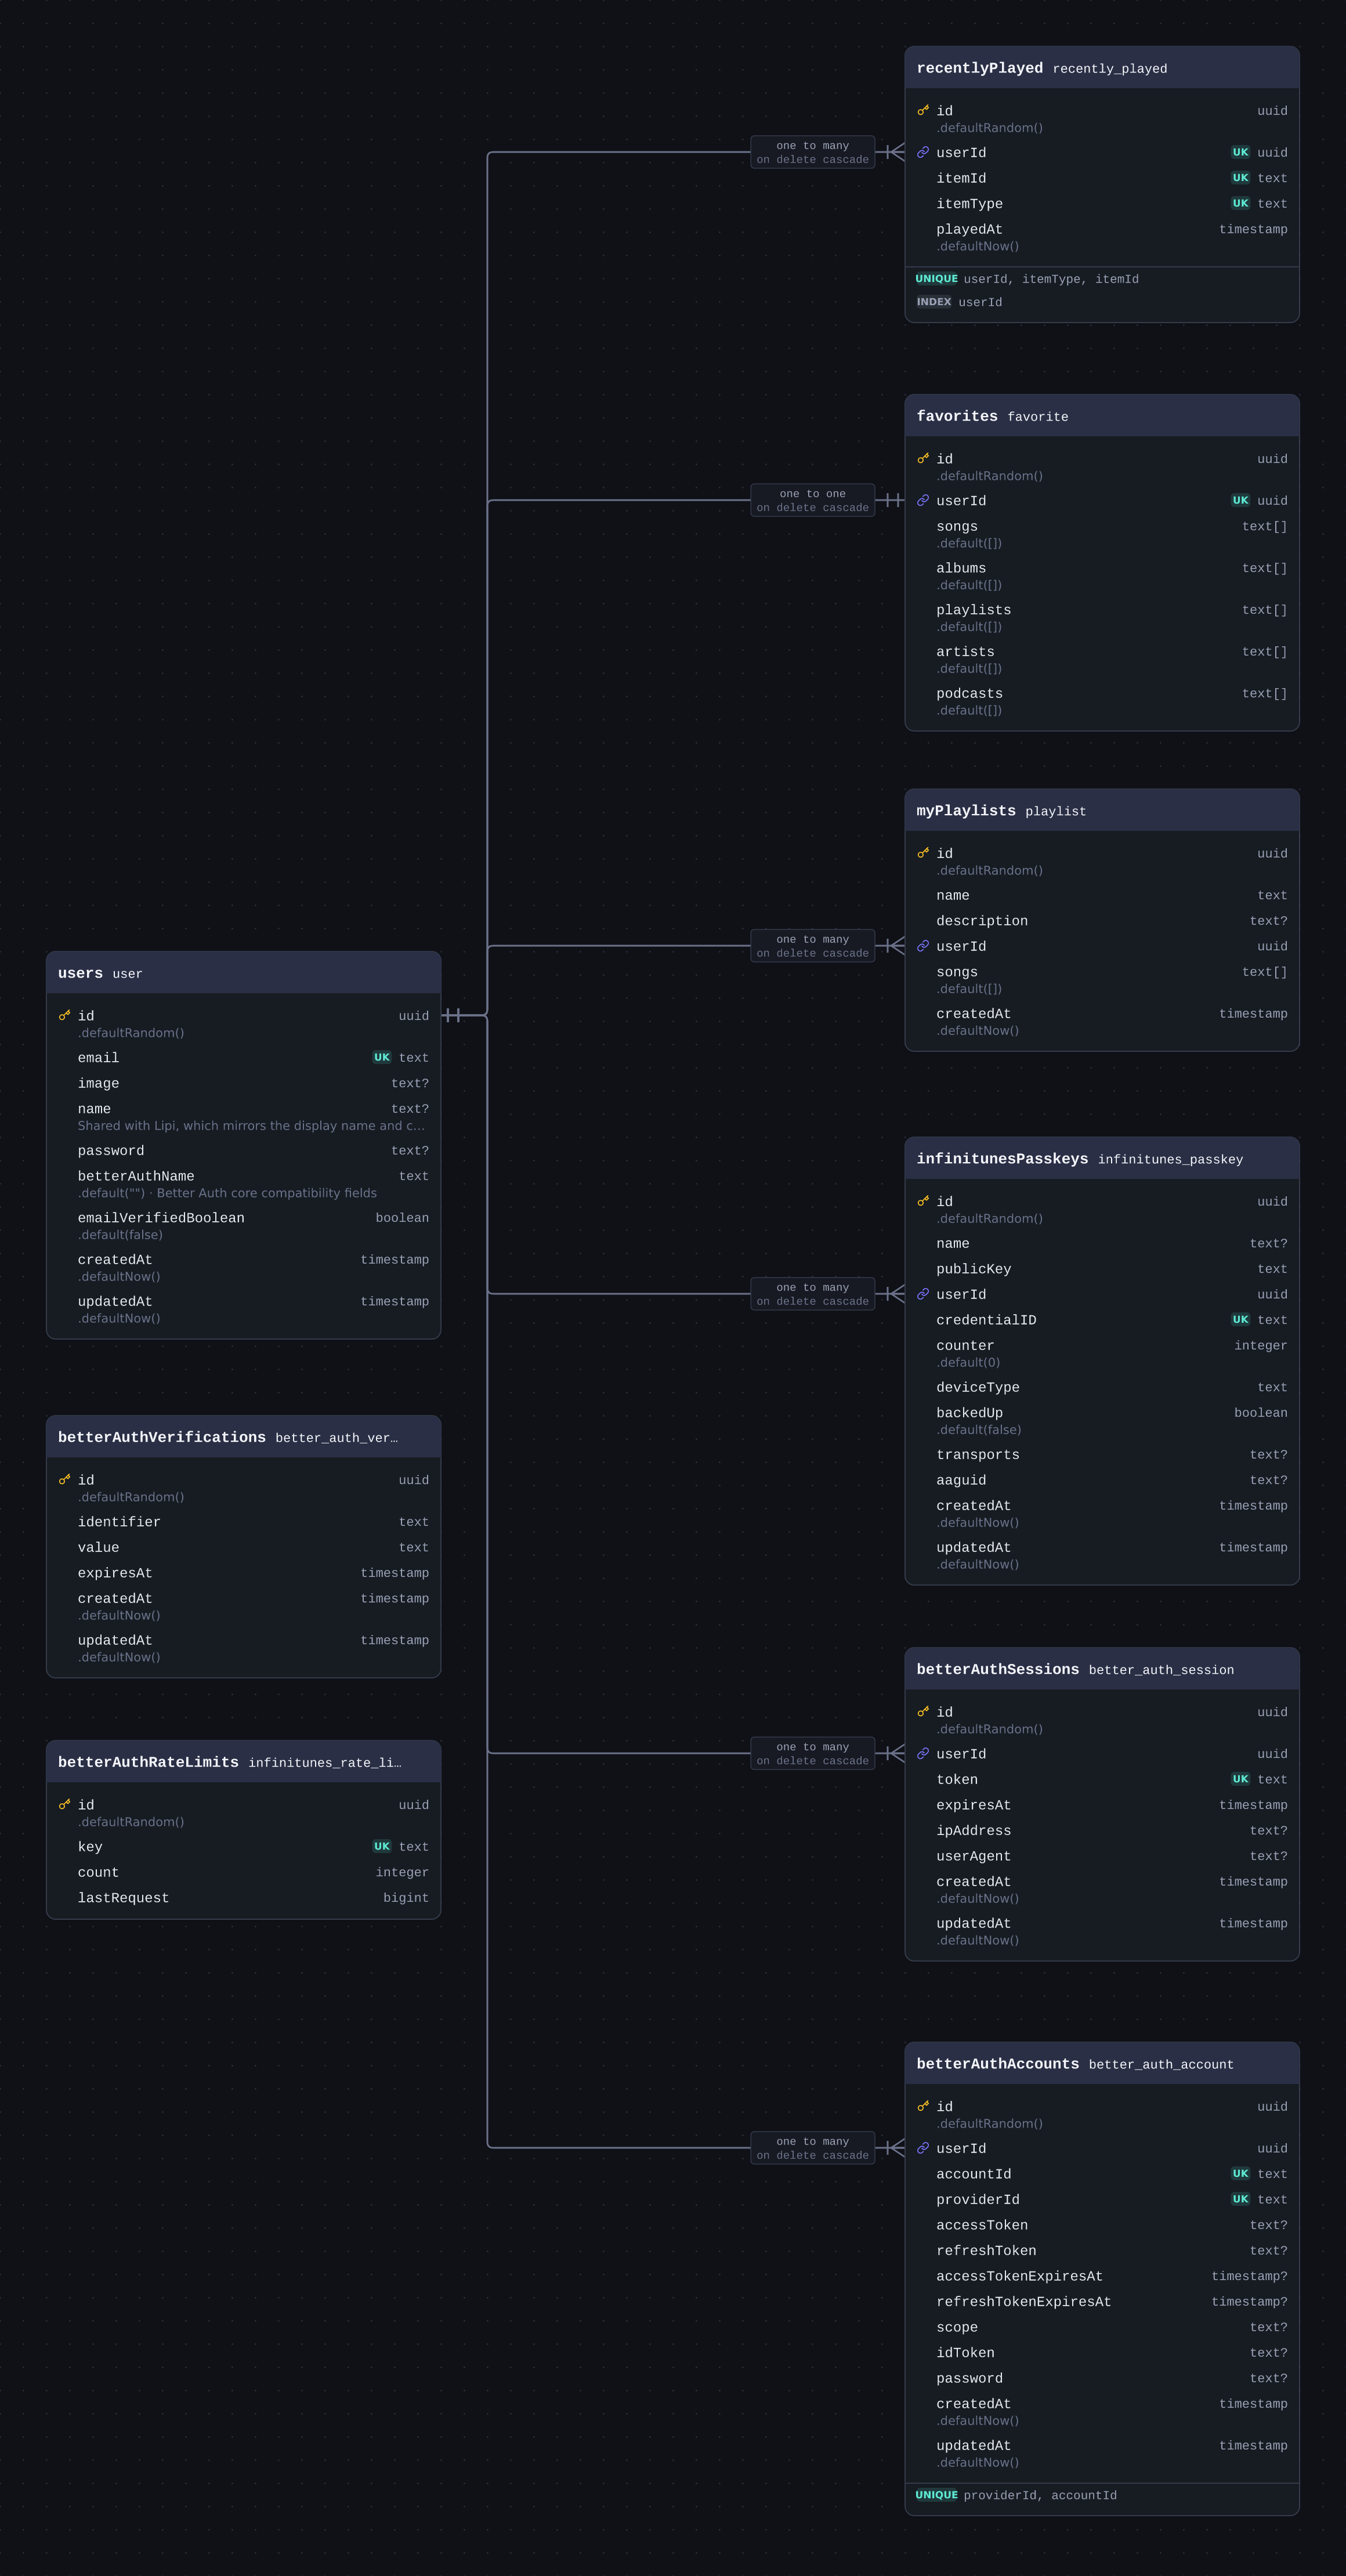 recentlyPlayed recently_played
id uuid
.defaultRandom()
userId UK uuid
itemId UK text
itemType UK text
playedAt timestamp
.defaultNow()
UNIQUE userId, itemType, itemId
INDEX userId
one to many
on delete cascade
favorites favorite
id uuid
.defaultRandom()
userId UK uuid
songs text[]
.default([])
albums text[]
.default([])
playlists text[]
.default([])
artists text[]
.default([])
podcasts text[]
.default([])
one to one
on delete cascade
myPlaylists playlist
id uuid
.defaultRandom()
name text
description text?
userId uuid
songs text[]
.default([])
createdAt timestamp
.defaultNow()
one to many
on delete cascade
users user
id uuid
.defaultRandom()
email UK text
image text?
name text?
Shared with Lipi, which mirrors the display name and c…
password text?
betterAuthName text
.default("") · Better Auth core compatibility fields
emailVerifiedBoolean boolean
.default(false)
createdAt timestamp
.defaultNow()
updatedAt timestamp
.defaultNow()
infinitunesPasskeys infinitunes_passkey
id uuid
.defaultRandom()
name text?
publicKey text
userId uuid
credentialID UK text
counter integer
.default(0)
deviceType text
backedUp boolean
.default(false)
transports text?
aaguid text?
createdAt timestamp
.defaultNow()
updatedAt timestamp
.defaultNow()
one to many
on delete cascade
betterAuthVerifications better_auth_ver…
id uuid
.defaultRandom()
identifier text
value text
expiresAt timestamp
createdAt timestamp
.defaultNow()
updatedAt timestamp
.defaultNow()
betterAuthSessions better_auth_session
id uuid
.defaultRandom()
userId uuid
token UK text
expiresAt timestamp
ipAddress text?
userAgent text?
createdAt timestamp
.defaultNow()
updatedAt timestamp
.defaultNow()
one to many
on delete cascade
betterAuthRateLimits infinitunes_rate_li…
id uuid
.defaultRandom()
key UK text
count integer
lastRequest bigint
betterAuthAccounts better_auth_account
id uuid
.defaultRandom()
userId uuid
accountId UK text
providerId UK text
accessToken text?
refreshToken text?
accessTokenExpiresAt timestamp?
refreshTokenExpiresAt timestamp?
scope text?
idToken text?
password text?
createdAt timestamp
.defaultNow()
updatedAt timestamp
.defaultNow()
UNIQUE providerId, accountId
one to many
on delete cascade